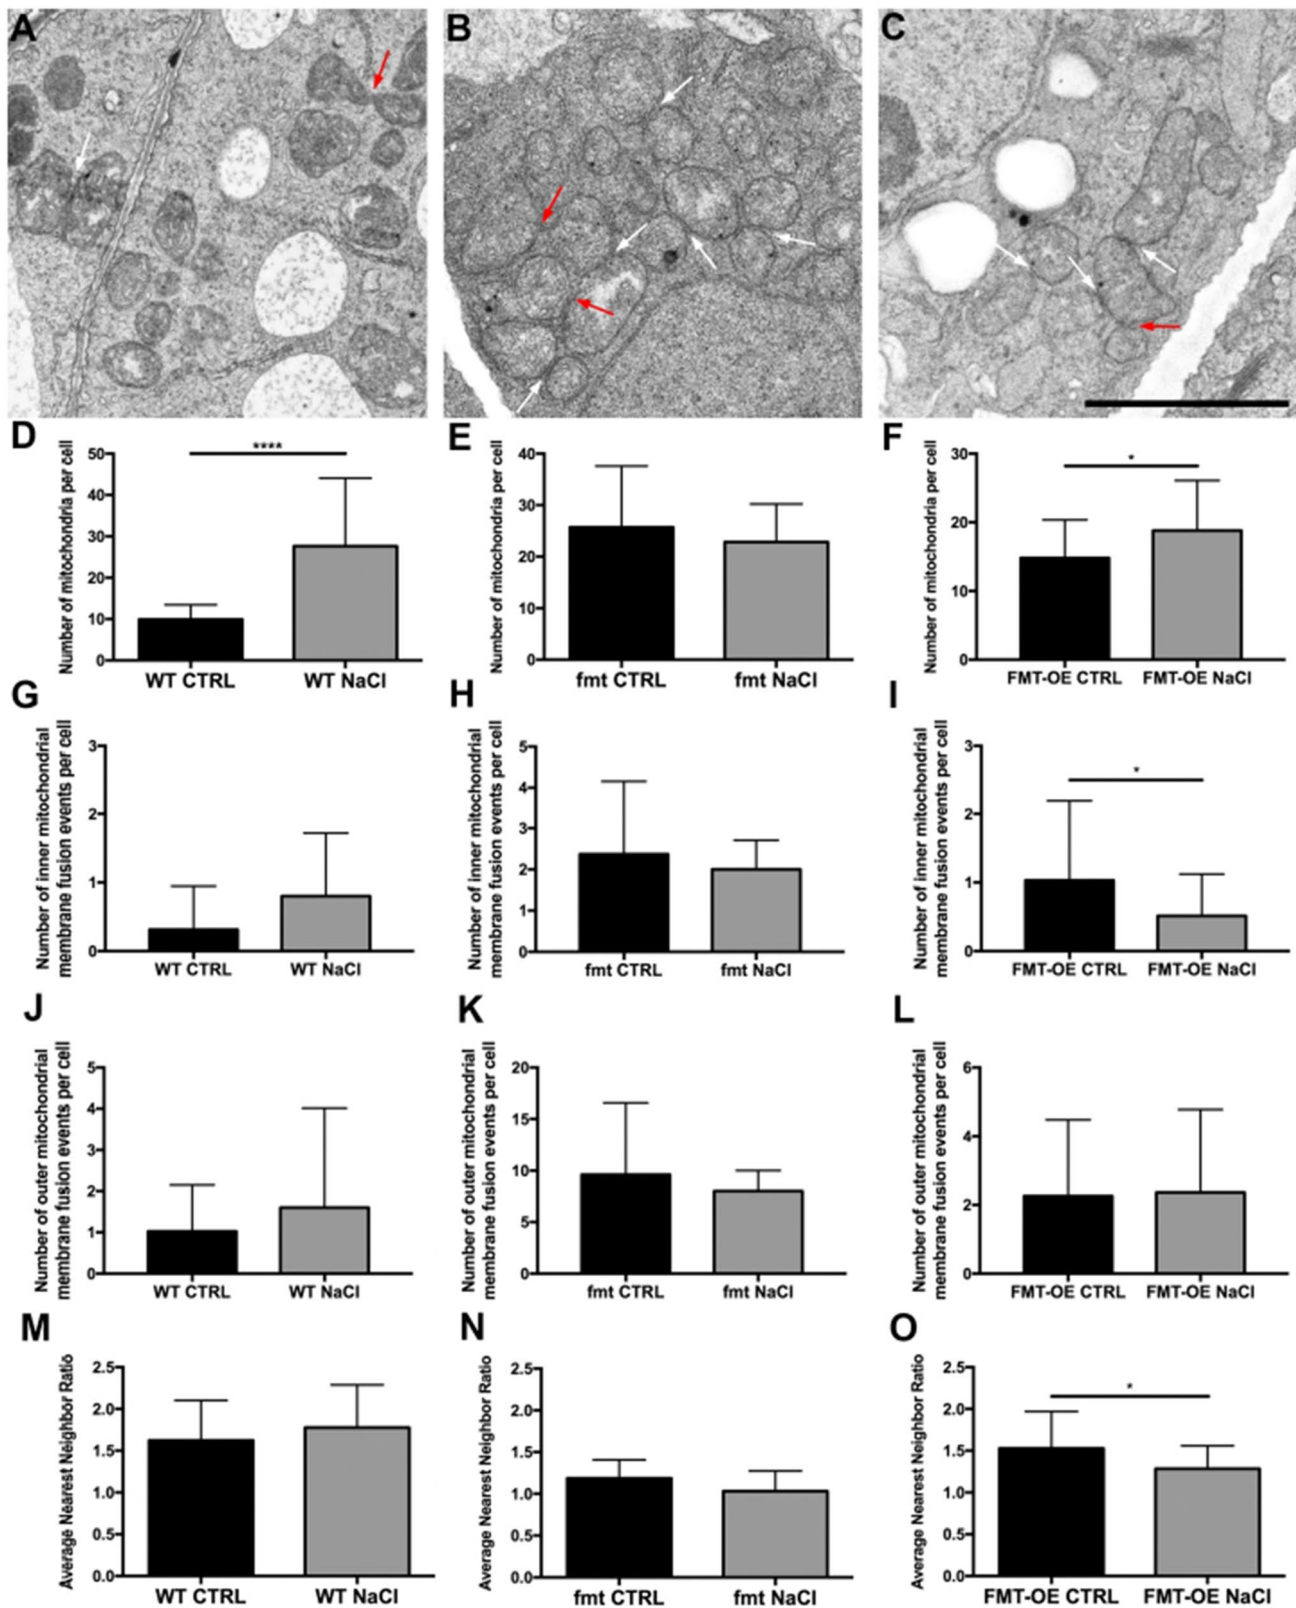 A
B
C
D
Number of mitochondria per cell
50
40
30
20
10
0
****
WT CTRL
WT NaCl
E
Number of mitochondria per cell
40
30
20
10
0
fmt CTRL
fmt NaCl
F
Number of mitochondria per cell
30
20
10
0
*
FMT-OE CTRL
FMT-OE NaCl
G
Number of inner mitochondrial
membrane fusion events per cell
3
2
1
0
WT CTRL
WT NaCl
H
Number of inner mitochondrial
membrane fusion events per cell
5
4
3
2
1
0
fmt CTRL
fmt NaCl
I
Number of inner mitochondrial
membrane fusion events per cell
3
2
1
0
*
FMT-OE CTRL
FMT-OE NaCl
J
Number of outer mitochondrial
membrane fusion events per cell
5
4
3
2
1
0
WT CTRL
WT NaCl
K
Number of outer mitochondrial
membrane fusion events per cell
20
15
10
5
0
fmt CTRL
fmt NaCl
L
Number of outer mitochondrial
membrane fusion events per cell
6
4
2
0
FMT-OE CTRL
FMT-OE NaCl
M
Average Nearest Neighbor Ratio
2.5
2.0
1.5
1.0
0.5
0.0
WT CTRL
WT NaCl
N
Average Nearest Neighbor Ratio
2.5
2.0
1.5
1.0
0.5
0.0
fmt CTRL
fmt NaCl
O
Average Nearest Neighbor Ratio
2.5
2.0
1.5
1.0
0.5
0.0
*
FMT-OE CTRL
FMT-OE NaCl